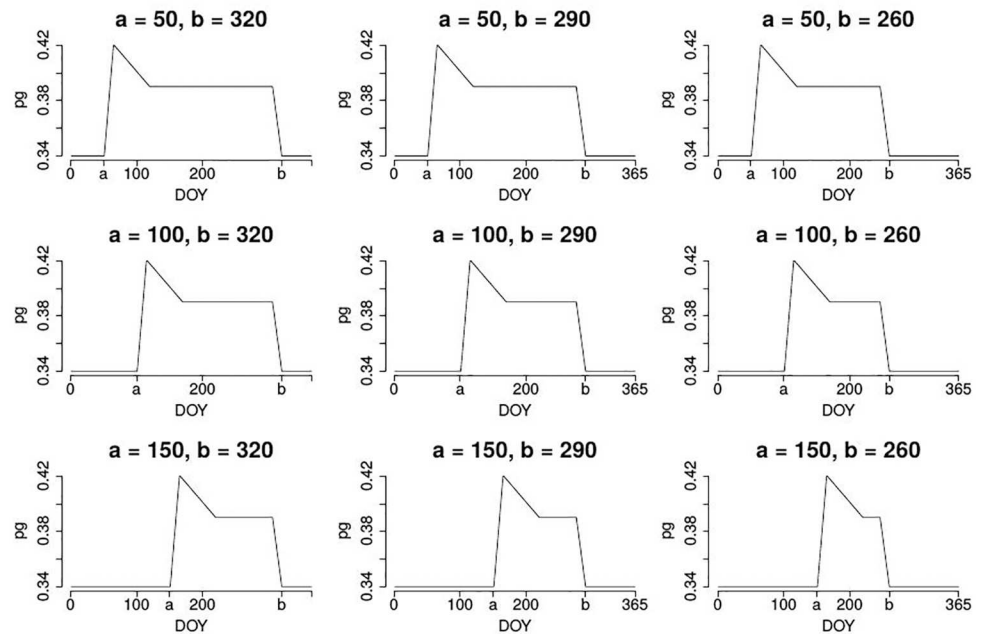 a = 50, b = 320
a = 50, b = 290
a = 50, b = 260
pg
0.34 0.38 0.42
0 a 100 200 b
DOY
pg
0.34 0.38 0.42
0 a 100 200 b 365
DOY
pg
0.34 0.38 0.42
0 a 100 200 b 365
DOY
a = 100, b = 320
a = 100, b = 290
a = 100, b = 260
pg
0.34 0.38 0.42
0 a 200 b
DOY
pg
0.34 0.38 0.42
0 a 200 b 365
DOY
pg
0.34 0.38 0.42
0 a 200 b 365
DOY
a = 150, b = 320
a = 150, b = 290
a = 150, b = 260
pg
0.34 0.38 0.42
0 100 a 200 b
DOY
pg
0.34 0.38 0.42
0 100 a 200 b 365
DOY
pg
0.34 0.38 0.42
0 100 a 200 b 365
DOY